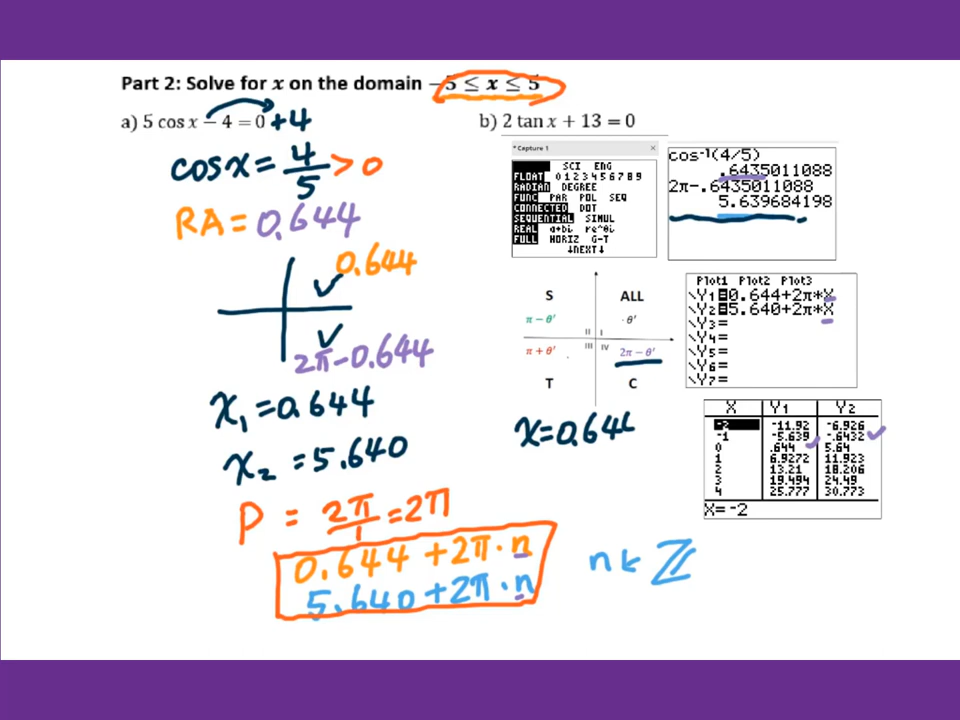 Part 2: Solve for x on the domain −5 ≤ x ≤ 5
a) 5 cos x − 4 = 0 +4
cos x = 4/5 > 0
RA = 0.644
0.644
2π-0.644
x₁ = 0.644
x₂ = 5.640
P = 2π/1 = 2π
0.644 + 2π · n
5.640 + 2π · n
n ∈ ℤ
b) 2 tan x + 13 = 0
*Capture 1
SCI ENG
FLOAT 0 1 2 3 4 5 6 7 8 9
RADIAN DEGREE
FUNC PAR POL SEQ
CONNECTED DOT
SEQUENTIAL SIMUL
REAL a+bi re^θi
FULL HORIZ G-T
↓NEXT↓
cos⁻¹(4/5)
.6435011088
2π-.6435011088
5.639684198
S ALL
π − θ' θ'
II I
III IV
π + θ' 2π − θ'
T C
x = 0.644
Plot1 Plot2 Plot3
\Y₁=0.644+2π*X
\Y₂=5.640+2π*X
\Y₃=
\Y₄=
\Y₅=
\Y₆=
\Y₇=
X Y₁ Y₂
-2 -11.92 -6.926
-1 -5.639 -.6432
0 .644 5.64
1 6.9272 11.923
2 13.21 18.206
3 19.494 24.49
4 25.777 30.773
X= -2